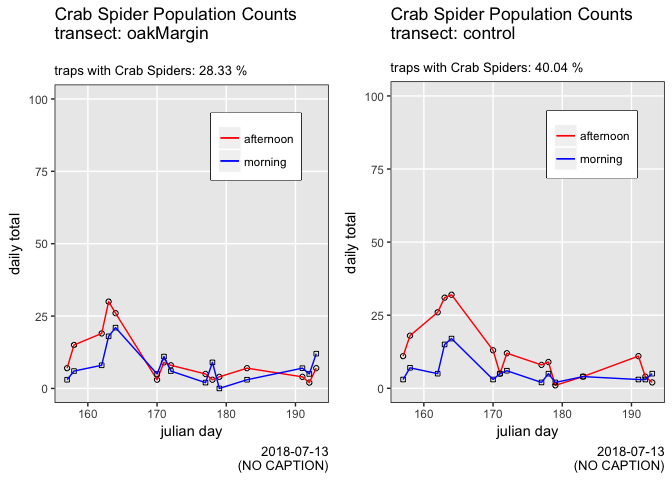 Crab Spider Population Counts
transect: oakMargin
traps with Crab Spiders: 28.33 %
100
75
50
25
0
daily total
afternoon
morning
160
170
180
190
julian day
2018-07-13
(NO CAPTION)
Crab Spider Population Counts
transect: control
traps with Crab Spiders: 40.04 %
100
75
50
25
0
daily total
afternoon
morning
160
170
180
190
julian day
2018-07-13
(NO CAPTION)